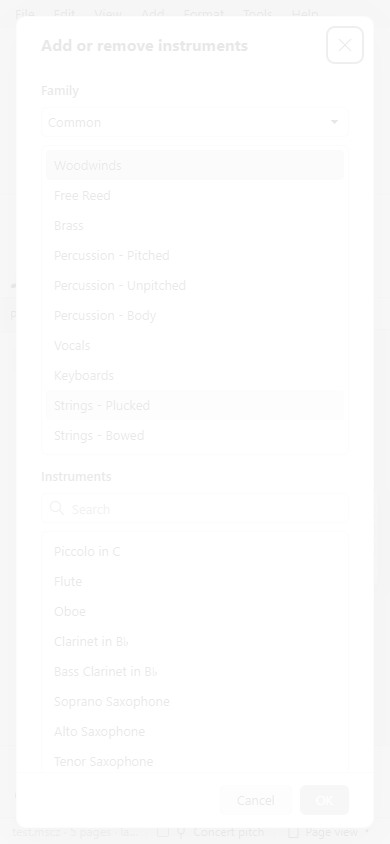 File Edit View Add Format Tools Help
Add or remove instruments
Family
Common
Woodwinds
Free Reed
Brass
Percussion - Pitched
Percussion - Unpitched
Percussion - Body
Vocals
Keyboards
Strings - Plucked
Strings - Bowed
Instruments
Search
Piccolo in C
Flute
Oboe
Clarinet in B♭
Bass Clarinet in B♭
Soprano Saxophone
Alto Saxophone
Tenor Saxophone
Cancel OK
Concert pitch Page view